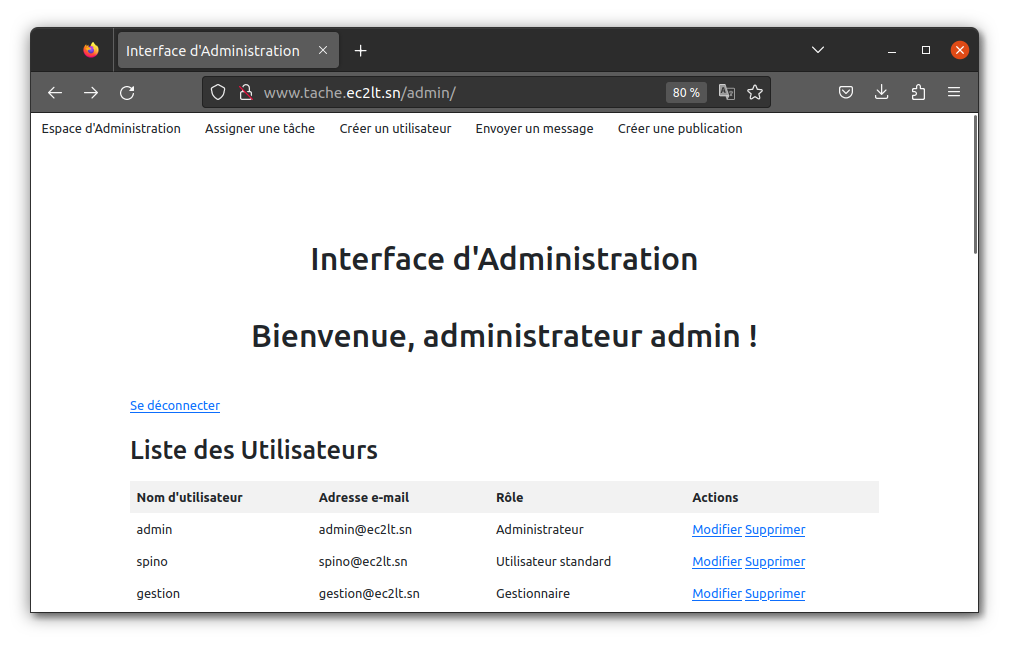 Interface d'Administration
www.tache.ec2lt.sn/admin/ 80 %
Espace d'Administration Assigner une tâche Créer un utilisateur Envoyer un message Créer une publication
Interface d'Administration
Bienvenue, administrateur admin !
Se déconnecter
Liste des Utilisateurs
Nom d'utilisateur Adresse e-mail Rôle Actions
admin admin@ec2lt.sn Administrateur Modifier Supprimer
spino spino@ec2lt.sn Utilisateur standard Modifier Supprimer
gestion gestion@ec2lt.sn Gestionnaire Modifier Supprimer